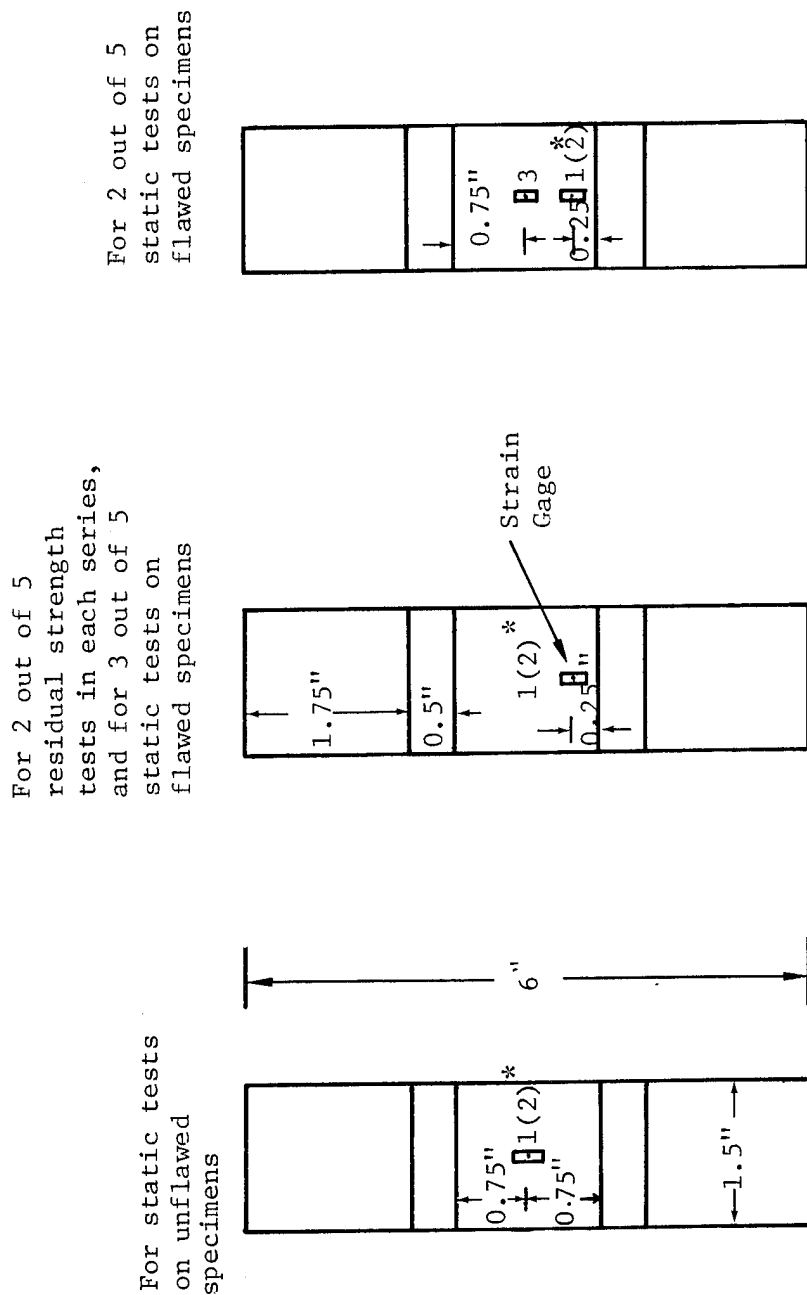 For static tests
on unflawed
specimens
0.75"
0.75"
1(2)*
1.5"
6"
For 2 out of 5
residual strength
tests in each series,
and for 3 out of 5
static tests on
flawed specimens
1.75"
0.5"
1(2)*
0.25"
Strain
Gage
For 2 out of 5
static tests on
flawed specimens
0.75"
3
1(2)*
0.25